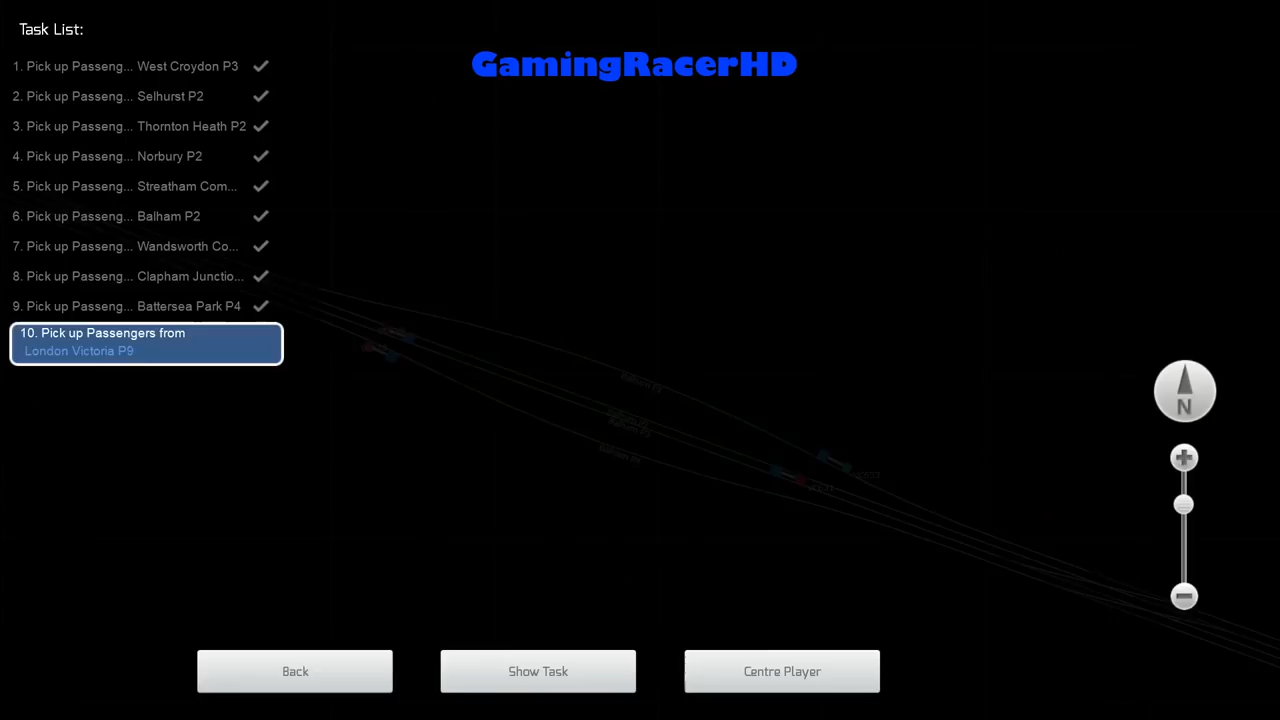 Task List:
GamingRacerHD
1. Pick up Passeng... West Croydon P3
2. Pick up Passeng... Selhurst P2
3. Pick up Passeng... Thornton Heath P2
4. Pick up Passeng... Norbury P2
5. Pick up Passeng... Streatham Com...
6. Pick up Passeng... Balham P2
7. Pick up Passeng... Wandsworth Co...
8. Pick up Passeng... Clapham Junctio...
9. Pick up Passeng... Battersea Park P4
10. Pick up Passengers from
London Victoria P9
N
Back
Show Task
Centre Player